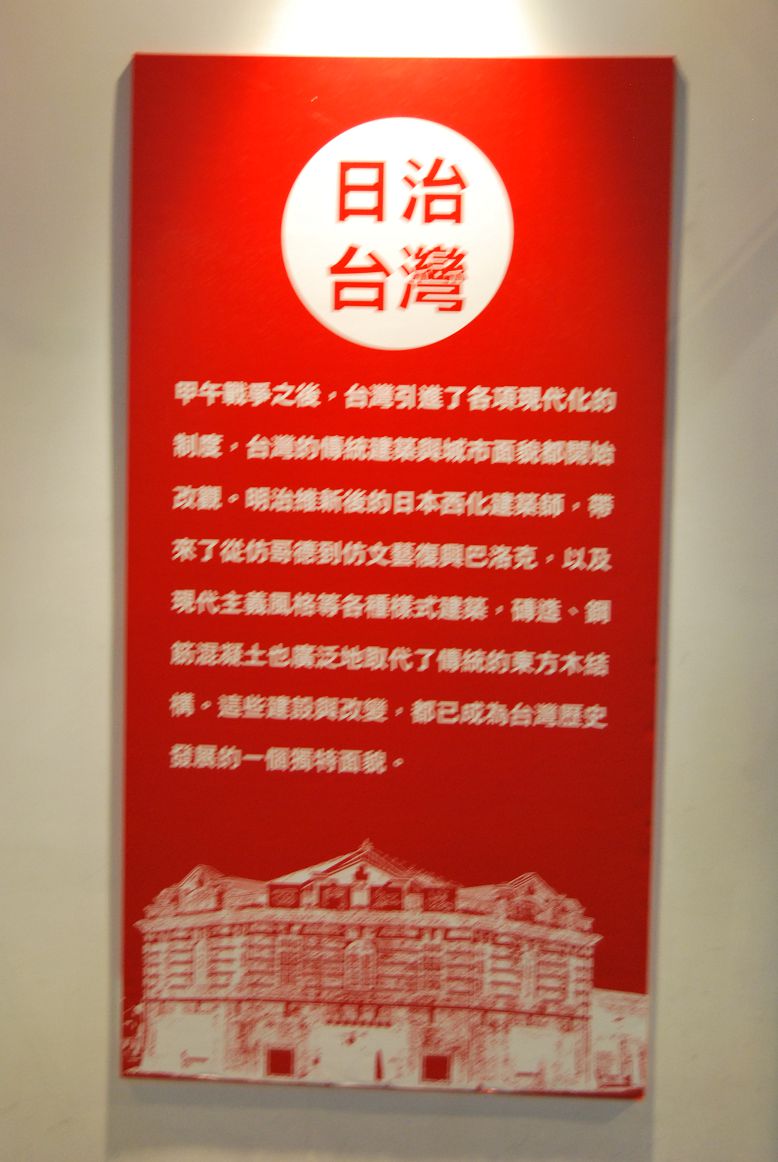 日治
台灣
甲午戰爭之後，台灣引進了各項現代化的
制度，台灣的傳統建築與城市面貌都開始
改觀。明治維新後的日本西化建築師，帶
來了從仿哥德到仿文藝復興巴洛克，以及
現代主義風格等各種樣式建築，磚造、鋼
筋混凝土也廣泛地取代了傳統的東方木結
構。這些建設與改變，都已成為台灣歷史
發展的一個獨特面貌。